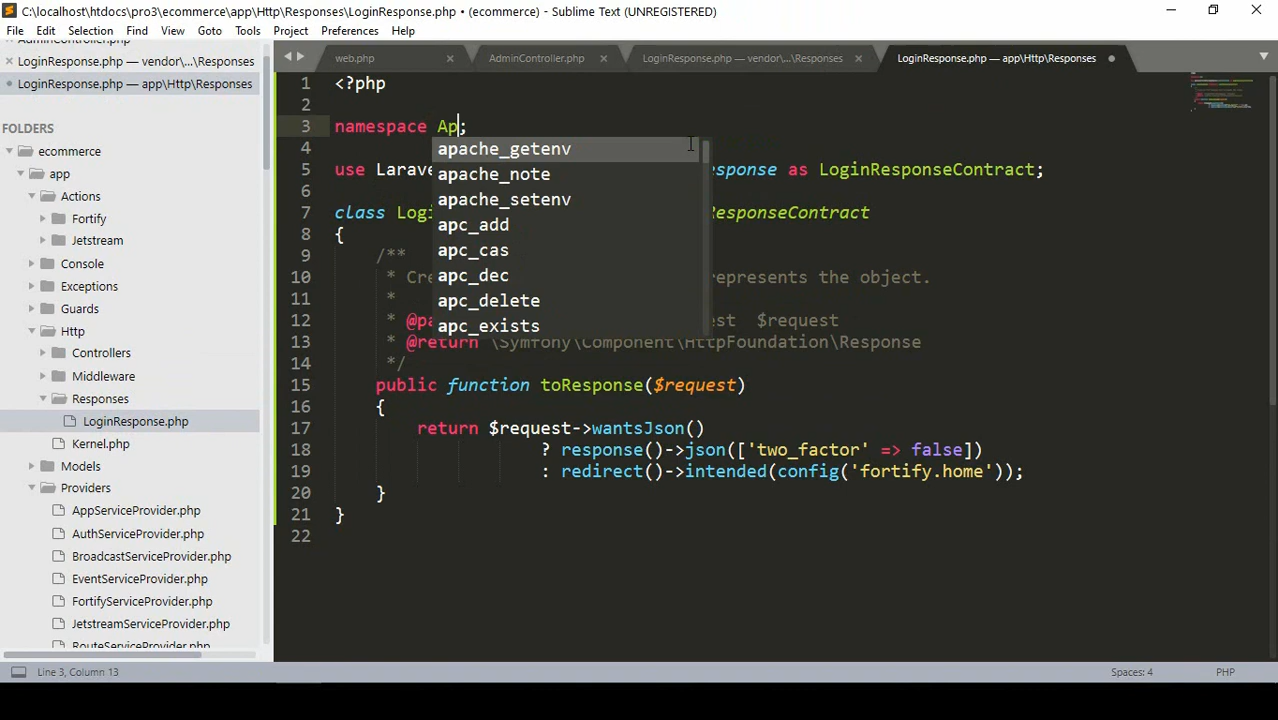 C:\localhost\htdocs\pro3\ecommerce\app\Http\Responses\LoginResponse.php • (ecommerce) - Sublime Text (UNREGISTERED)
File Edit Selection Find View Goto Tools Project Preferences Help
AdminController.php
LoginResponse.php — vendor\...\Responses
LoginResponse.php — app\Http\Responses
FOLDERS
ecommerce
app
Actions
Fortify
Jetstream
Console
Exceptions
Guards
Http
Controllers
Middleware
Responses
LoginResponse.php
Kernel.php
Models
Providers
AppServiceProvider.php
AuthServiceProvider.php
BroadcastServiceProvider.php
EventServiceProvider.php
FortifyServiceProvider.php
JetstreamServiceProvider.php
RouteServiceProvider.php
web.php AdminController.php LoginResponse.php — vendor\...\Responses LoginResponse.php — app\Http\Responses
1 <?php
2
3 namespace Ap;
4
5 use Larave esponse as LoginResponseContract;
6
7 class Logi esponseContract
8 {
9 /**
10 * Cre represents the object.
11 *
12 * @pa est $request
13 * @return \Symfony\Component\HttpFoundation\Response
14 */
15 public function toResponse($request)
16 {
17 return $request->wantsJson()
18 ? response()->json(['two_factor' => false])
19 : redirect()->intended(config('fortify.home'));
20 }
21 }
22
apache_getenv
apache_note
apache_setenv
apc_add
apc_cas
apc_dec
apc_delete
apc_exists
Line 3, Column 13 Spaces: 4 PHP